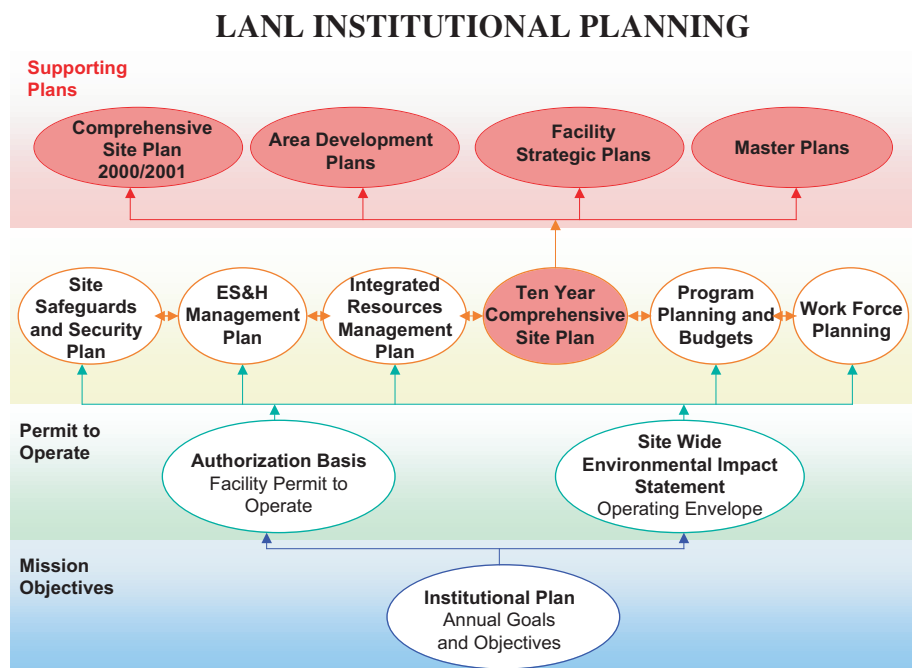 LANL INSTITUTIONAL PLANNING
Supporting
Plans
Comprehensive
Site Plan
2000/2001
Area Development
Plans
Facility
Strategic Plans
Master Plans
Site
Safeguards
and Security
Plan
ES&H
Management
Plan
Integrated
Resources
Management
Plan
Ten Year
Comprehensive
Site Plan
Program
Planning and
Budgets
Work Force
Planning
Permit to
Operate
Authorization Basis
Facility Permit to
Operate
Site Wide
Environmental Impact
Statement
Operating Envelope
Mission
Objectives
Institutional Plan
Annual Goals
and Objectives